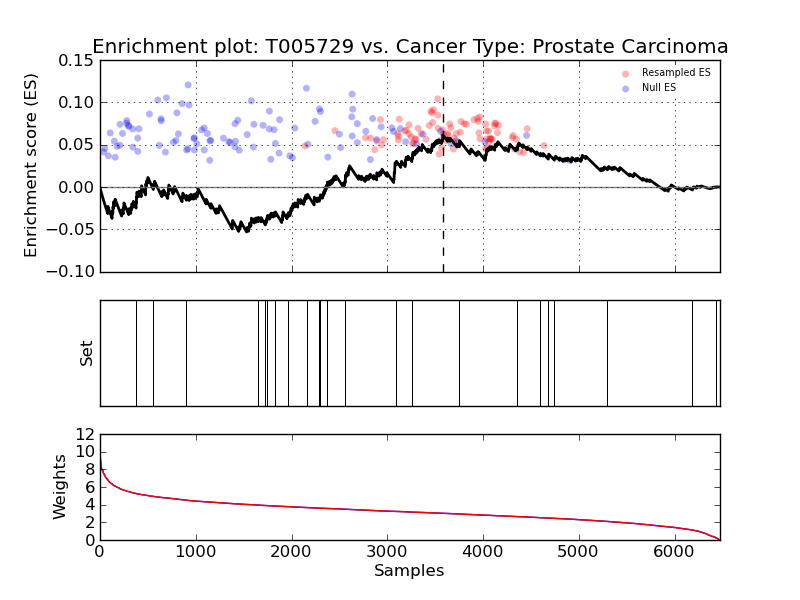 Enrichment plot: T005729 vs. Cancer Type: Prostate Carcinoma
Enrichment score (ES)
0.15
0.10
0.05
0.00
−0.05
−0.10
Resampled ES
Null ES
Set
Weights
12
10
8
6
4
2
0
0 1000 2000 3000 4000 5000 6000
Samples